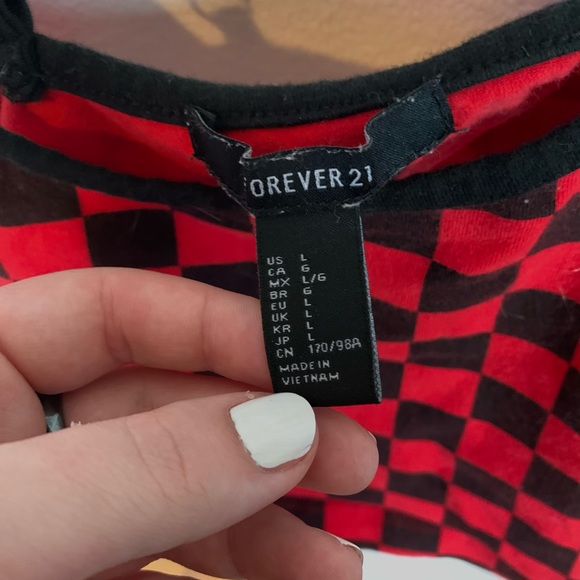 OREVER 21
US L
CA G
MX L/G
BR G
EU L
UK L
KR L
JP L
CN 170/98A
MADE IN
VIETNAM